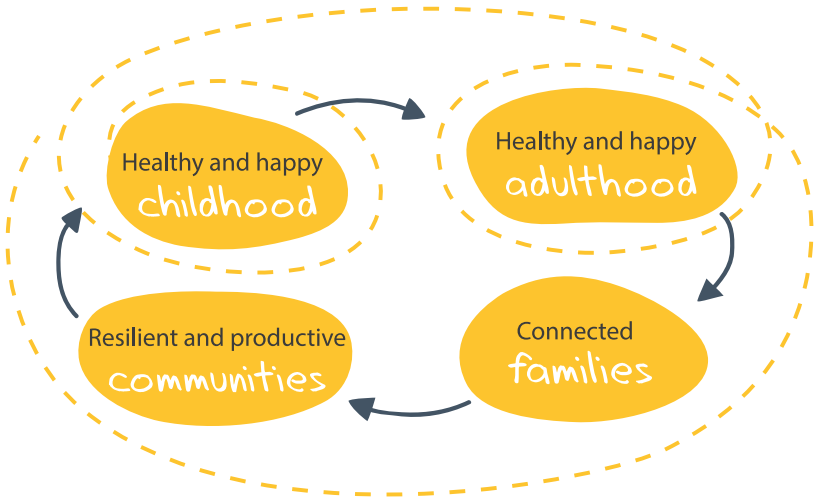 Healthy and happy
childhood
Healthy and happy
adulthood
Connected
families
Resilient and productive
communities